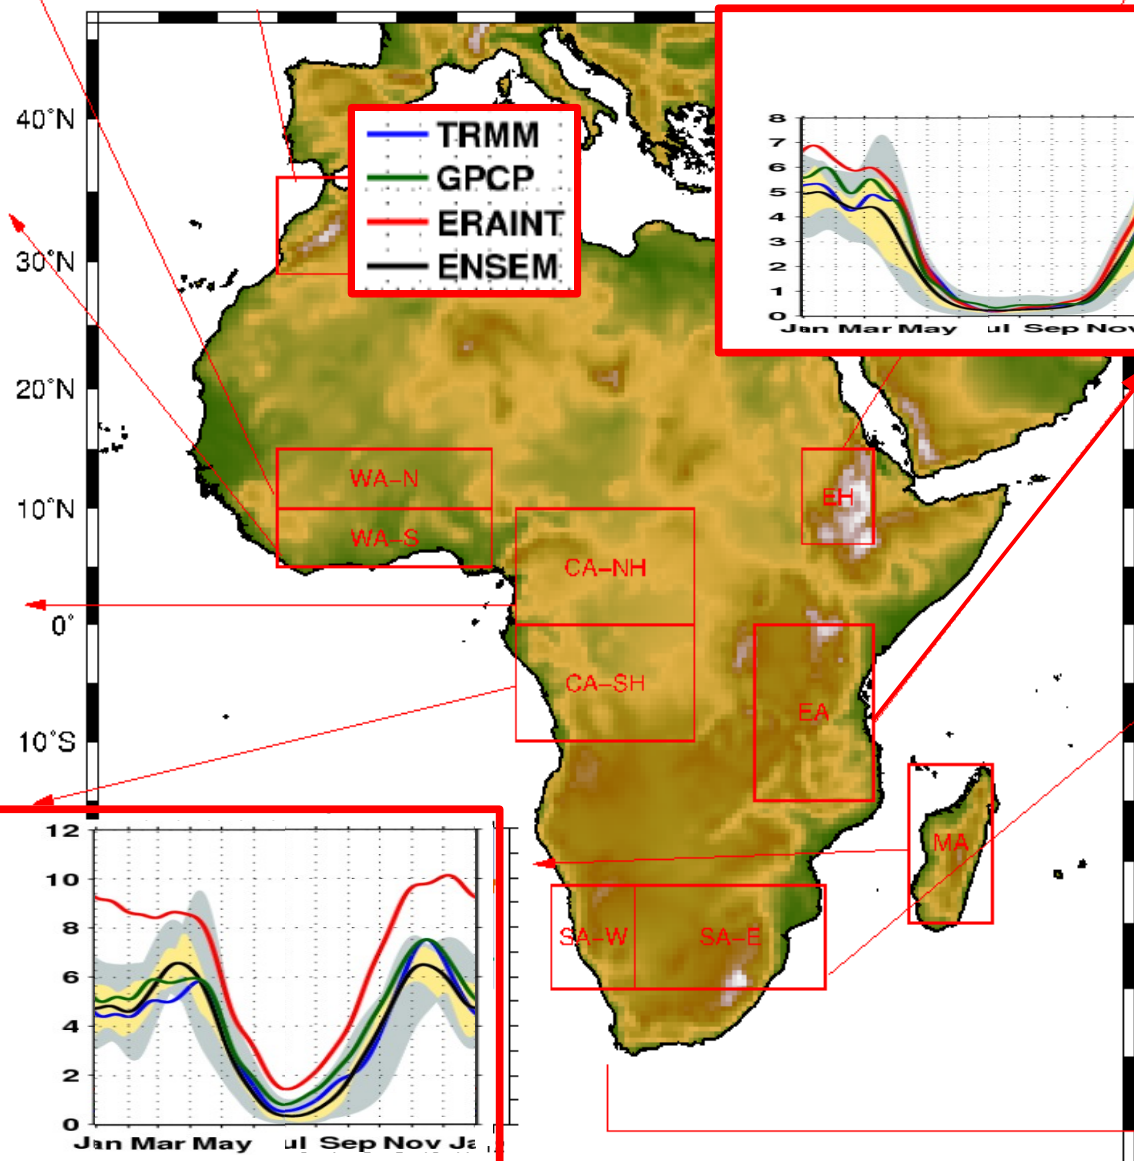 40°N
30°N
20°N
10°N
0°
10°S
TRMM
GPCP
ERAINT
ENSEM
8
7
6
5
4
3
2
1
0
Jan Mar May ul Sep Nov
WA-N
WA-S
CA-NH
CA-SH
EH
EA
MA
SA-W
SA-E
12
10
8
6
4
2
0
Jan Mar May ul Sep Nov Ja